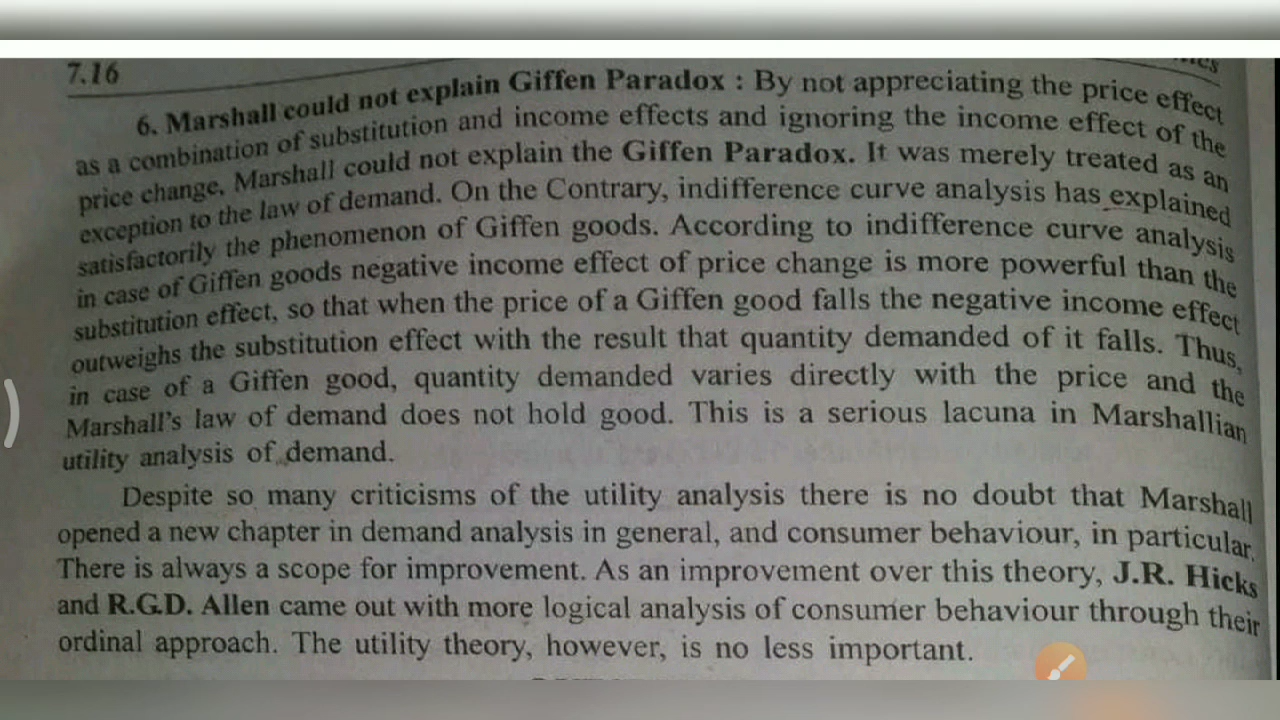 7.16
6. Marshall could not explain Giffen Paradox : By not appreciating the price effect
as a combination of substitution and income effects and ignoring the income effect of the
price change, Marshall could not explain the Giffen Paradox. It was merely treated as an
exception to the law of demand. On the Contrary, indifference curve analysis has explained
satisfactorily the phenomenon of Giffen goods. According to indifference curve analysis
in case of Giffen goods negative income effect of price change is more powerful than the
substitution effect, so that when the price of a Giffen good falls the negative income effect
outweighs the substitution effect with the result that quantity demanded of it falls. Thus,
in case of a Giffen good, quantity demanded varies directly with the price and the
Marshall's law of demand does not hold good. This is a serious lacuna in Marshallian
utility analysis of demand.
Despite so many criticisms of the utility analysis there is no doubt that Marshall
opened a new chapter in demand analysis in general, and consumer behaviour, in particular.
There is always a scope for improvement. As an improvement over this theory, J.R. Hicks
and R.G.D. Allen came out with more logical analysis of consumer behaviour through their
ordinal approach. The utility theory, however, is no less important.